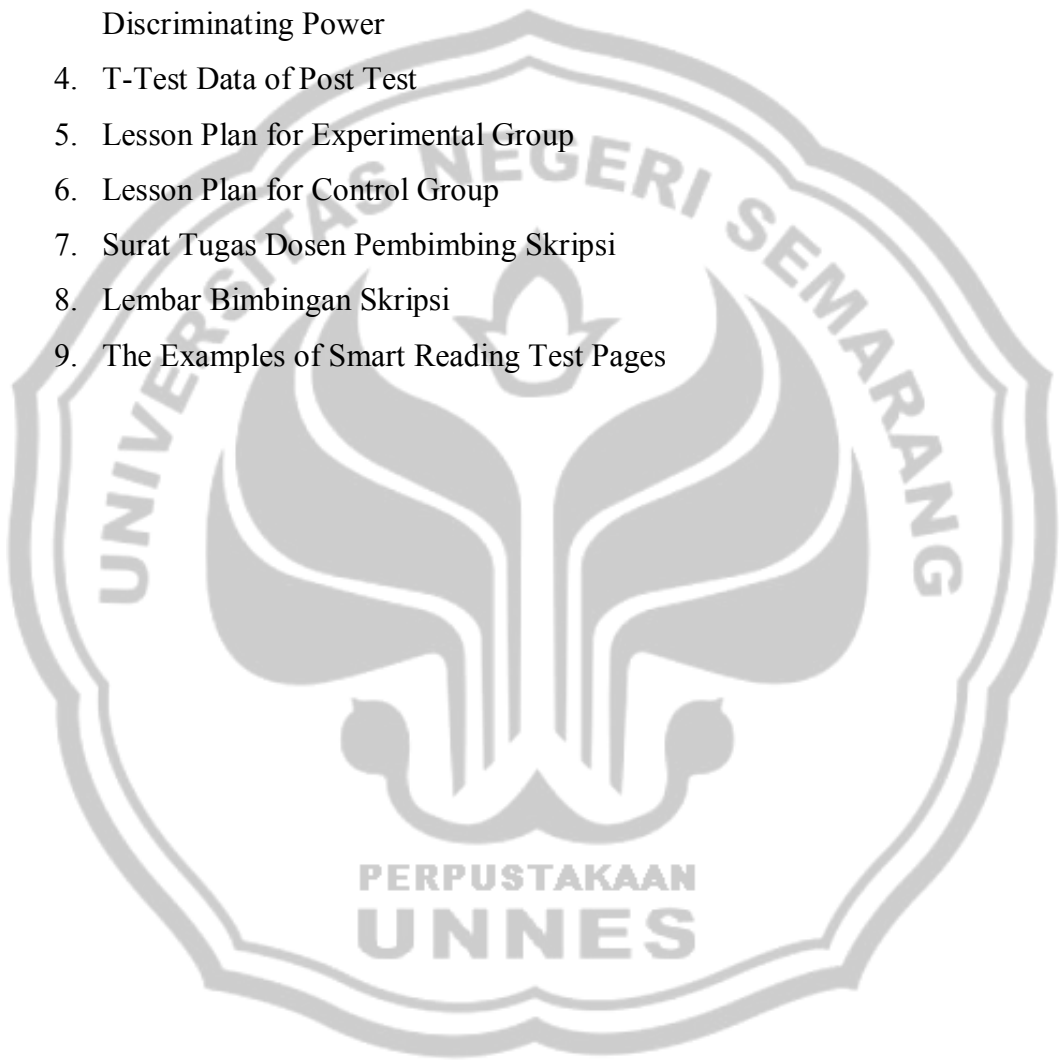 Discriminating Power
4. T-Test Data of Post Test
5. Lesson Plan for Experimental Group
6. Lesson Plan for Control Group
7. Surat Tugas Dosen Pembimbing Skripsi
8. Lembar Bimbingan Skripsi
9. The Examples of Smart Reading Test Pages
UNIVERSITAS NEGERI SEMARANG
PERPUSTAKAAN
UNNES